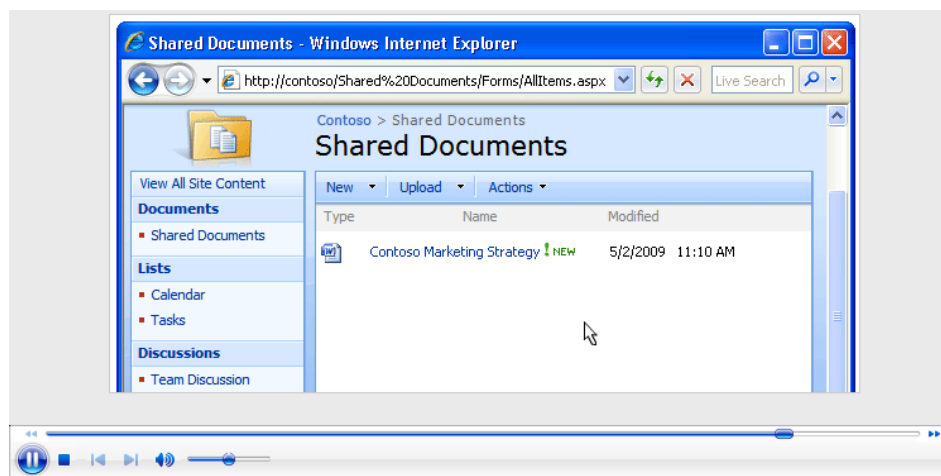 Shared Documents - Windows Internet Explorer
http://contoso/Shared%20Documents/Forms/AllItems.aspx
Live Search
Contoso > Shared Documents
Shared Documents
View All Site Content
Documents
Shared Documents
Lists
Calendar
Tasks
Discussions
Team Discussion
New Upload Actions
Type Name Modified
Contoso Marketing Strategy ! NEW 5/2/2009 11:10 AM